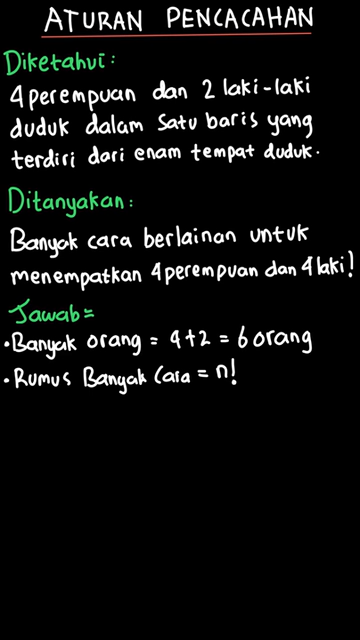 ATURAN PENCACAHAN
Diketahui:
4 perempuan dan 2 laki-laki
duduk dalam satu baris yang
terdiri dari enam tempat duduk.
Ditanyakan:
Banyak cara berlainan untuk
menempatkan 4 perempuan dan 4 laki!
Jawab=
• Banyak orang = 4+2 = 6 orang
• Rumus Banyak Cara = n!